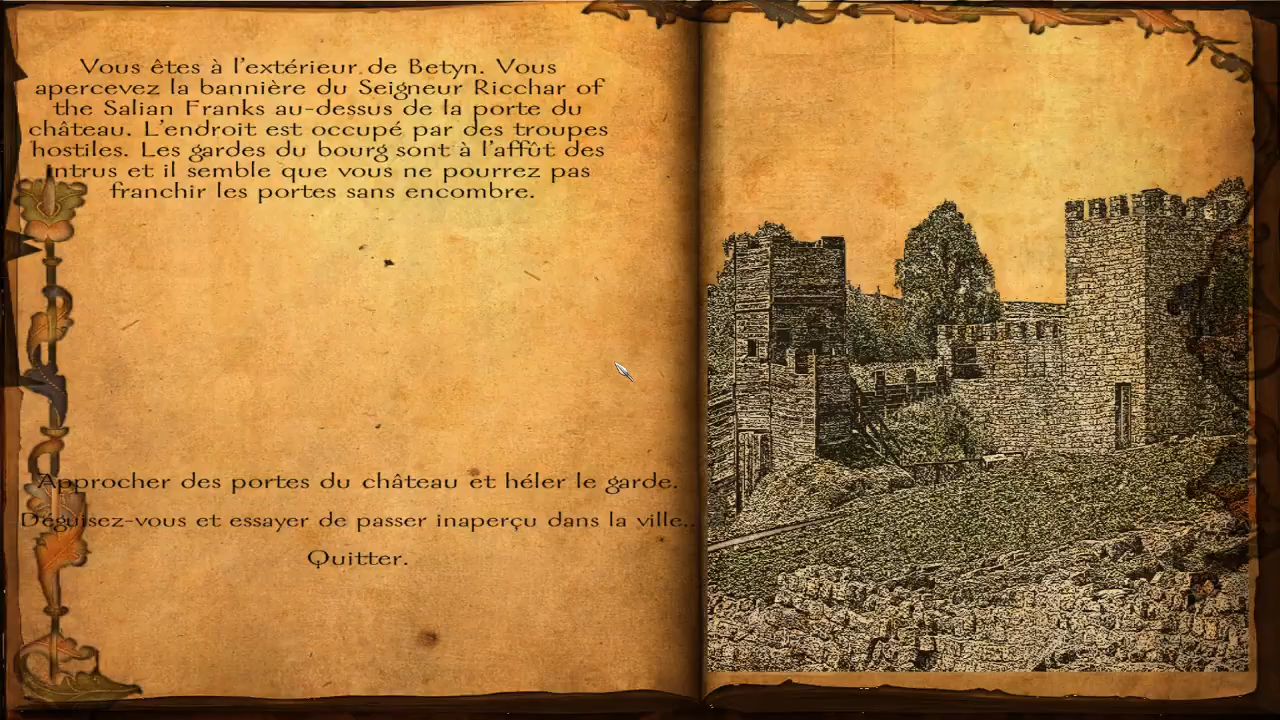 Vous êtes à l'extérieur de Betyn. Vous
apercevez la bannière du Seigneur Ricchar of
the Salian Franks au-dessus de la porte du
château. L'endroit est occupé par des troupes
hostiles. Les gardes du bourg sont à l'affût des
intrus et il semble que vous ne pourrez pas
franchir les portes sans encombre.
Approcher des portes du château et héler le garde.
Déguisez-vous et essayer de passer inaperçu dans la ville..
Quitter.